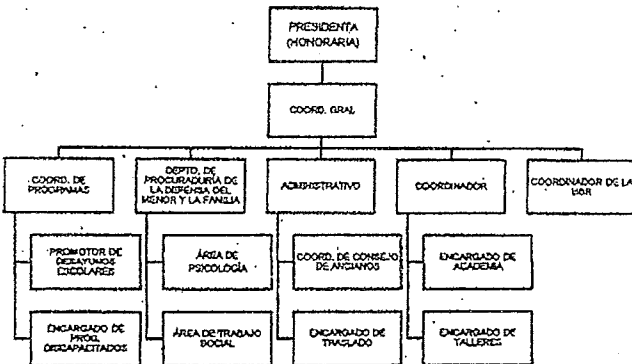 PRESIDENTA
(HONORARIA)
COORD. GRAL
COORD. DE
PROGRAMAS
DEPTO. DE
PROCURADURÍA DE
LA DEFENSA DEL
MENOR Y LA FAMILIA
ADMINISTRATIVO
COORDINADOR
COORDINADOR DE LA
PROMOTOR DE
DESAYUNOS
ESCOLARES
ÁREA DE
PSICOLOGÍA
COORD. DE CONSEJO
DE ANCIANOS
ENCARGADO DE
ACADEMIA
ENCARGADO DE
PROG.
DISCAPACITADOS
ÁREA DE TRABAJO
SOCIAL
ENCARGADO DE
TRASLADO
ENCARGADO DE
TALLERES